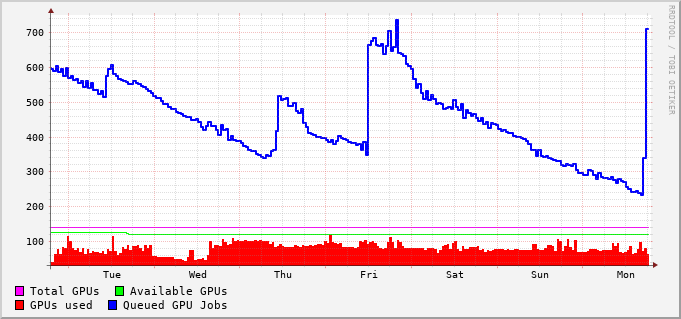 700
600
500
400
300
200
100
Tue Wed Thu Fri Sat Sun Mon
Total GPUs Available GPUs
GPUs used Queued GPU Jobs
RRDTOOL / TOBI OETIKER